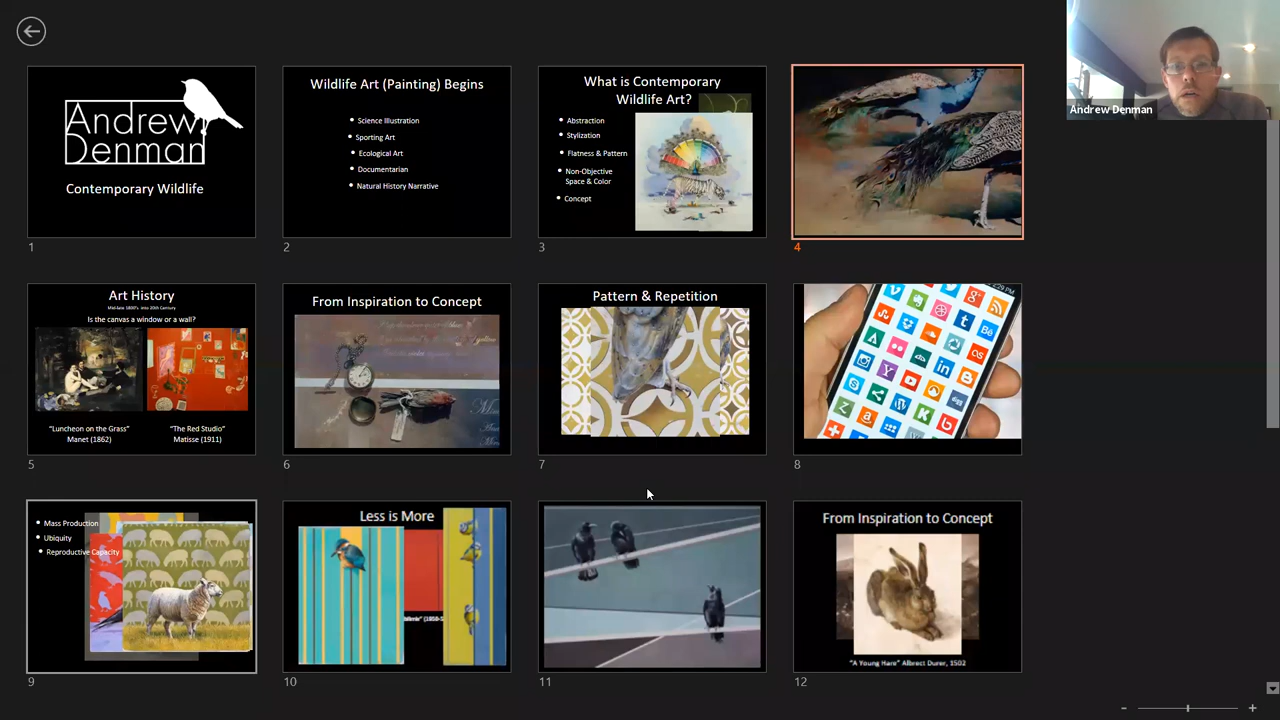 Andrew Denman
Andrew
Denman
Contemporary Wildlife
1
Wildlife Art (Painting) Begins
• Science Illustration
• Sporting Art
• Ecological Art
• Documentarian
• Natural History Narrative
2
What is Contemporary
Wildlife Art?
• Abstraction
• Stylization
• Flatness & Pattern
• Non-Objective
Space & Color
• Concept
3
4
Art History
Is the canvas a window or a wall?
"Luncheon on the Grass"
Manet (1862)
"The Red Studio"
Matisse (1911)
5
From Inspiration to Concept
6
Pattern & Repetition
7
8
• Mass Production
• Ubiquity
• Reproductive Capacity
9
Less is More
10
11
From Inspiration to Concept
"A Young Hare" Albrect Durer, 1502
12